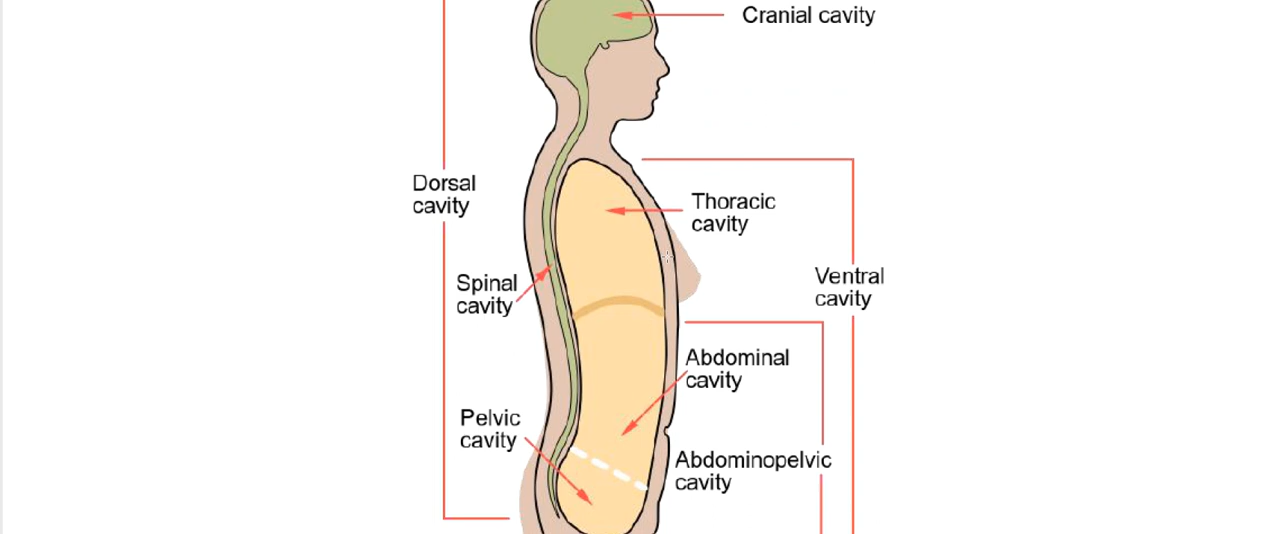 Cranial cavity
Dorsal
cavity
Thoracic
cavity
Spinal
cavity
Ventral
cavity
Abdominal
cavity
Pelvic
cavity
Abdominopelvic
cavity